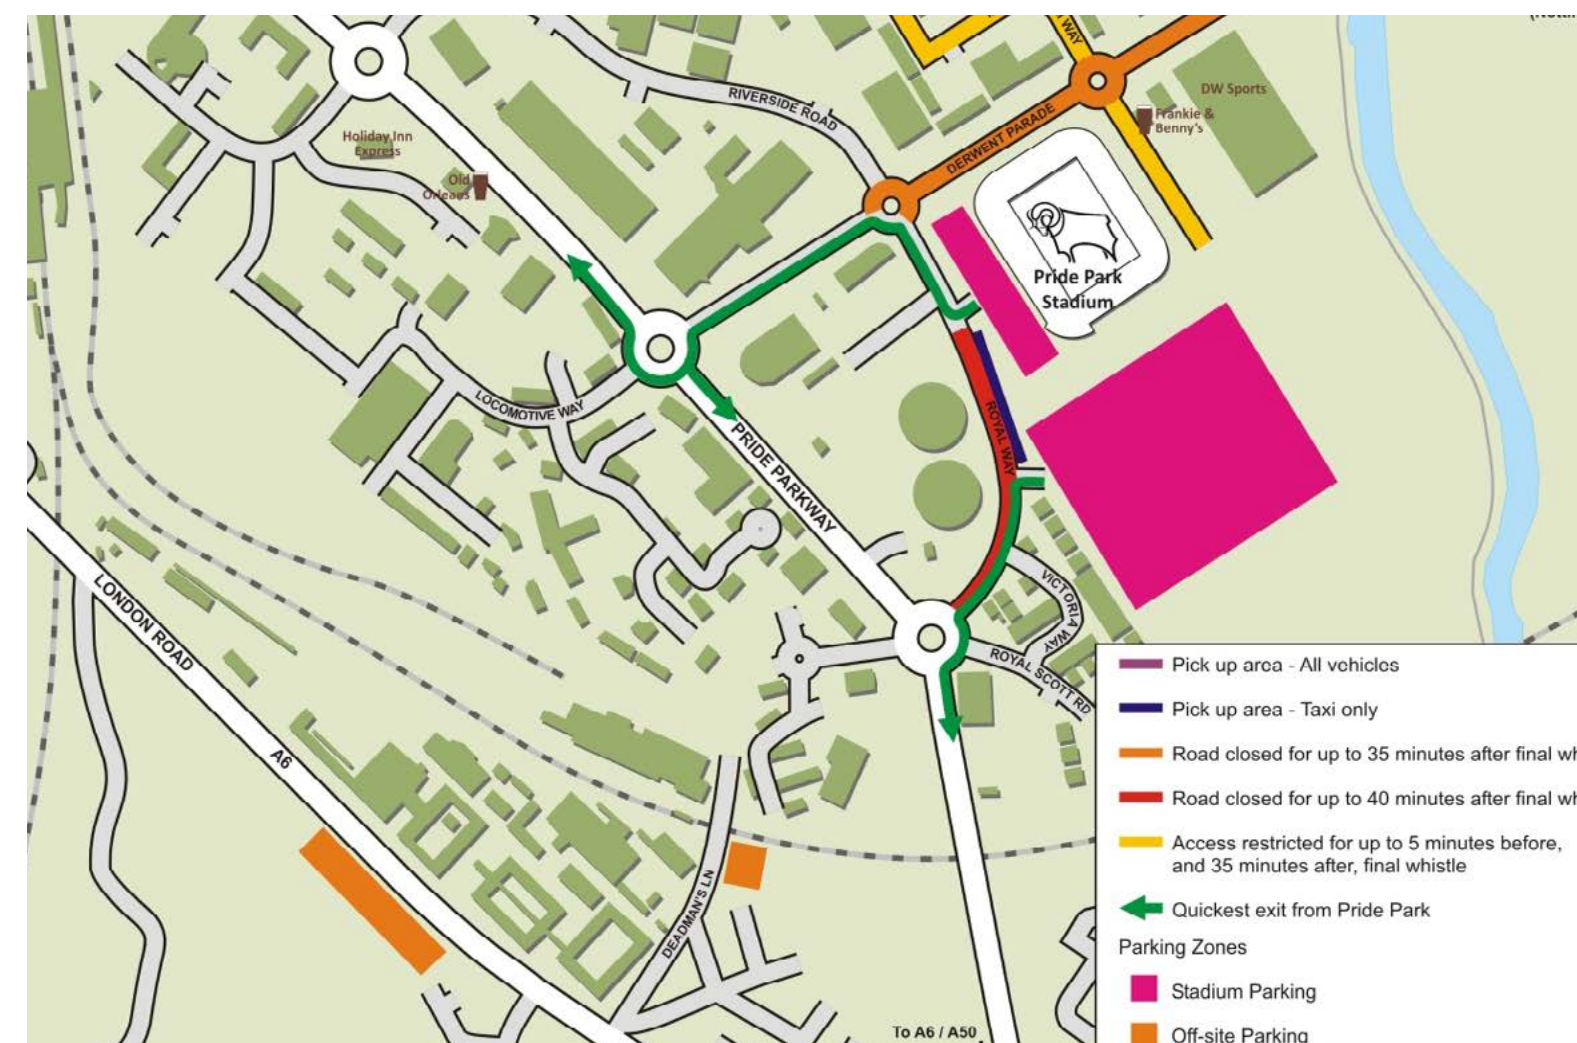 WAY
DW Sports
RIVERSIDE ROAD
Frankie &
Benny's
DERWENT PARADE
Holiday Inn
Express
Old
Orleans
Pride Park
Stadium
LOCOMOTIVE WAY
ROYAL WAY
PRIDE PARKWAY
LONDON ROAD
VICTORIA WAY
ROYAL SCOTT RD
A6
DEADMAN'S LN
To A6 / A50
Pick up area - All vehicles
Pick up area - Taxi only
Road closed for up to 35 minutes after final wh
Road closed for up to 40 minutes after final wh
Access restricted for up to 5 minutes before,
and 35 minutes after, final whistle
Quickest exit from Pride Park
Parking Zones
Stadium Parking
Off-site Parking